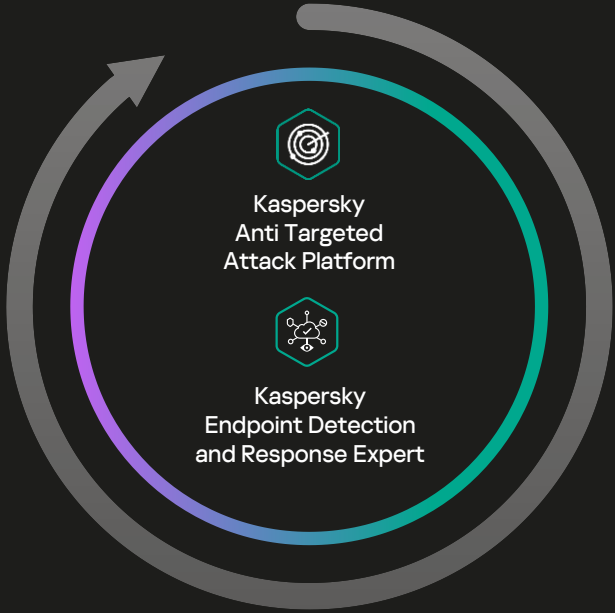 Kaspersky
Anti Targeted
Attack Platform
Kaspersky
Endpoint Detection
and Response Expert